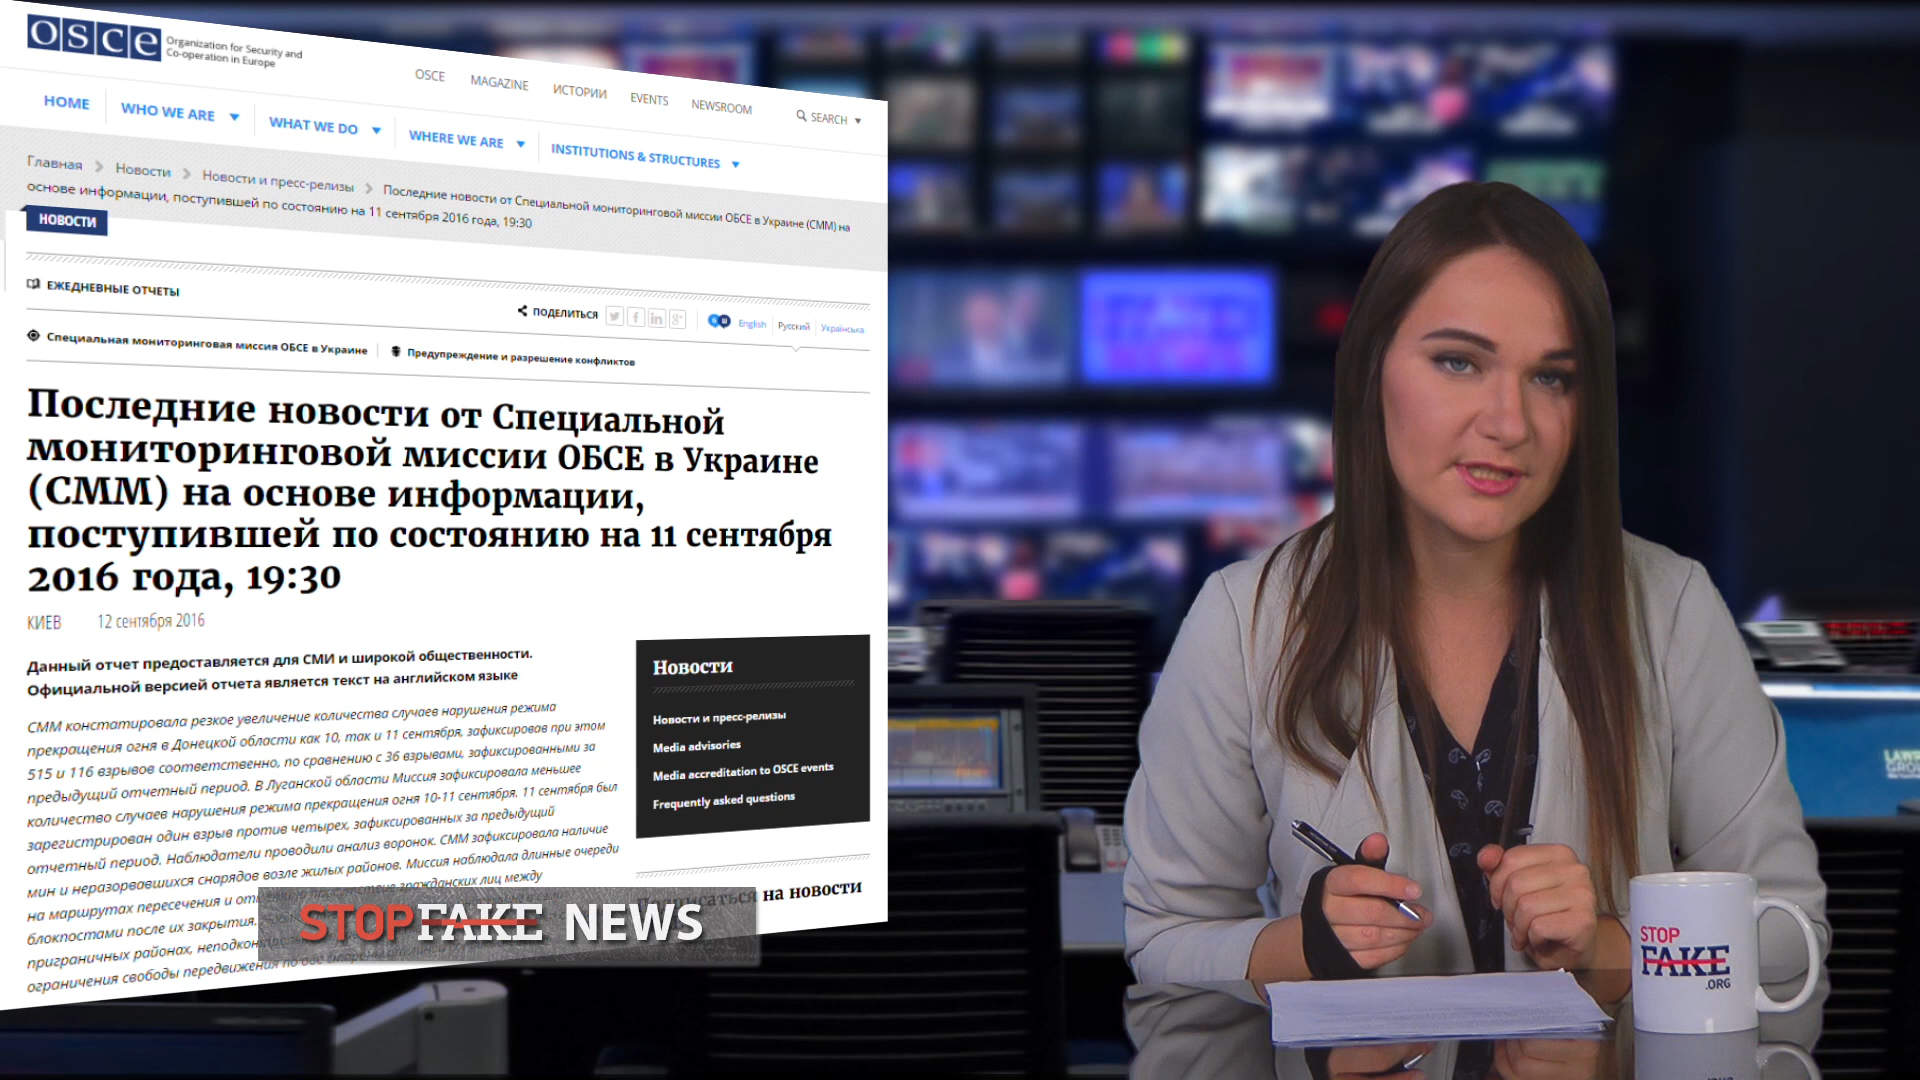 OSCE Organization for Security and
Co-operation in Europe
OSCE MAGAZINE ИСТОРИИ EVENTS NEWSROOM SEARCH
HOME WHO WE ARE WHAT WE DO WHERE WE ARE INSTITUTIONS & STRUCTURES
Главная Новости Новости и пресс-релизы Последние новости от Специальной мониторинговой миссии ОБСЕ в Украине (СММ) на
основе информации, поступившей по состоянию на 11 сентября 2016 года, 19:30
НОВОСТИ
ЕЖЕДНЕВНЫЕ ОТЧЕТЫ
ПОДЕЛИТЬСЯ English Русский Українська
Специальная мониторинговая миссия ОБСЕ в Украине Предупреждение и разрешение конфликтов
Последние новости от Специальной
мониторинговой миссии ОБСЕ в Украине
(СММ) на основе информации,
поступившей по состоянию на 11 сентября
2016 года, 19:30
КИЕВ 12 сентября 2016
Данный отчет предоставляется для СМИ и широкой общественности.
Официальной версией отчета является текст на английском языке
СММ констатировала резкое увеличение количества случаев нарушения режима
прекращения огня в Донецкой области как 10, так и 11 сентября, зафиксировав при этом
515 и 116 взрывов соответственно, по сравнению с 36 взрывами, зафиксированными за
предыдущий отчетный период. В Луганской области Миссия зафиксировала меньшее
количество случаев нарушения режима прекращения огня 10-11 сентября. 11 сентября был
зарегистрирован один взрыв против четырех, зафиксированных за предыдущий
отчетный период. Наблюдатели проводили анализ воронок. СММ зафиксировала наличие
мин и неразорвавшихся снарядов возле жилых районов. Миссия наблюдала длинные очереди
на маршрутах пересечения и гражданских лиц между
блокпостами после их закрытия.
приграничных районах,
ограничения свободы передвижения по
Новости
Новости и пресс-релизы
Media advisories
Media accreditation to OSCE events
Frequently asked questions
Подписаться на новости
STOPFAKE NEWS
STOP
FAKE
.ORG